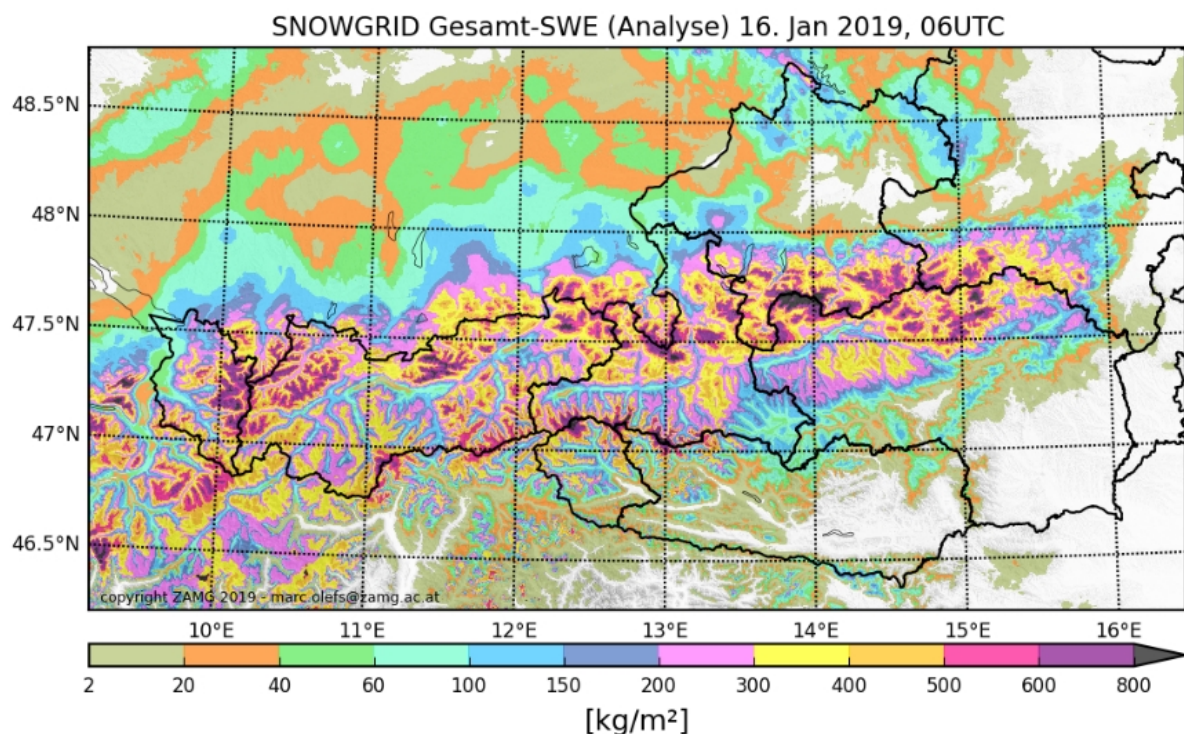 SNOWGRID Gesamt-SWE (Analyse) 16. Jan 2019, 06UTC
48.5°N
48°N
47.5°N
47°N
46.5°N
copyright ZAMG 2019 - marc.olefs@zamg.ac.at
10°E 11°E 12°E 13°E 14°E 15°E 16°E
2 20 40 60 100 150 200 300 400 500 600 800
[kg/m²]